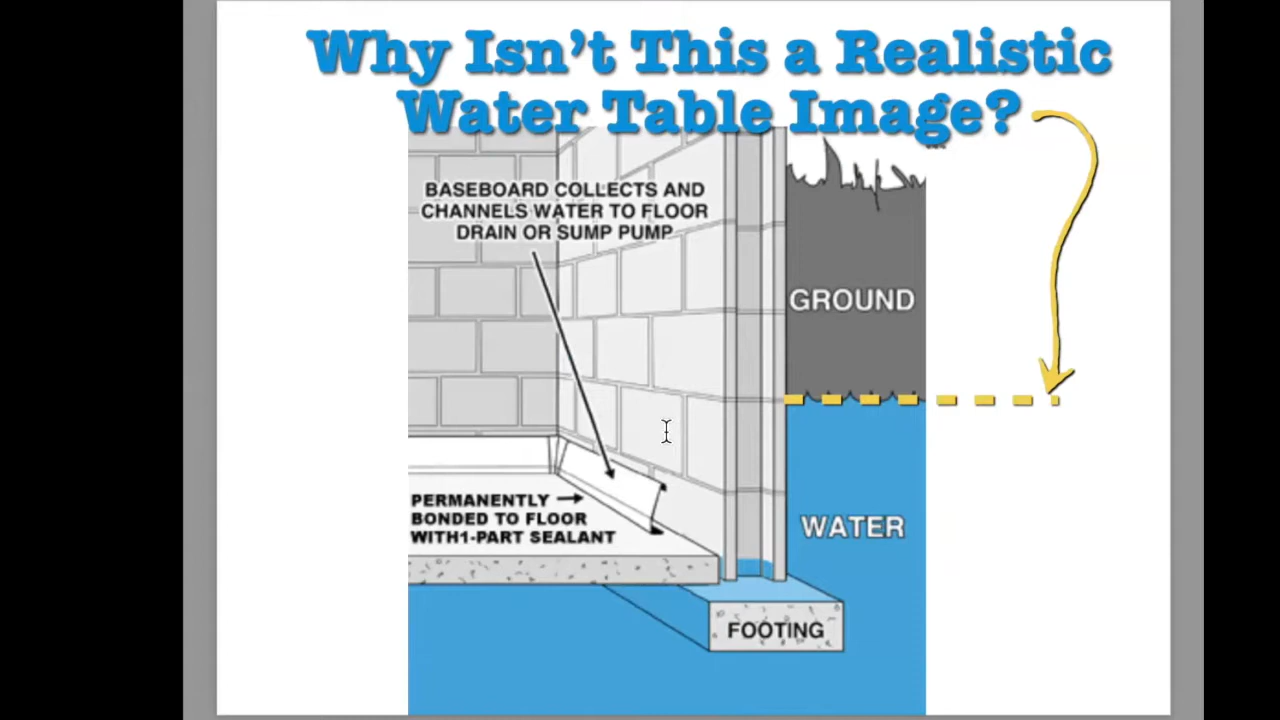 Why Isn't This a Realistic
Water Table Image?
BASEBOARD COLLECTS AND
CHANNELS WATER TO FLOOR
DRAIN OR SUMP PUMP
GROUND
PERMANENTLY
BONDED TO FLOOR
WITH1-PART SEALANT
WATER
FOOTING